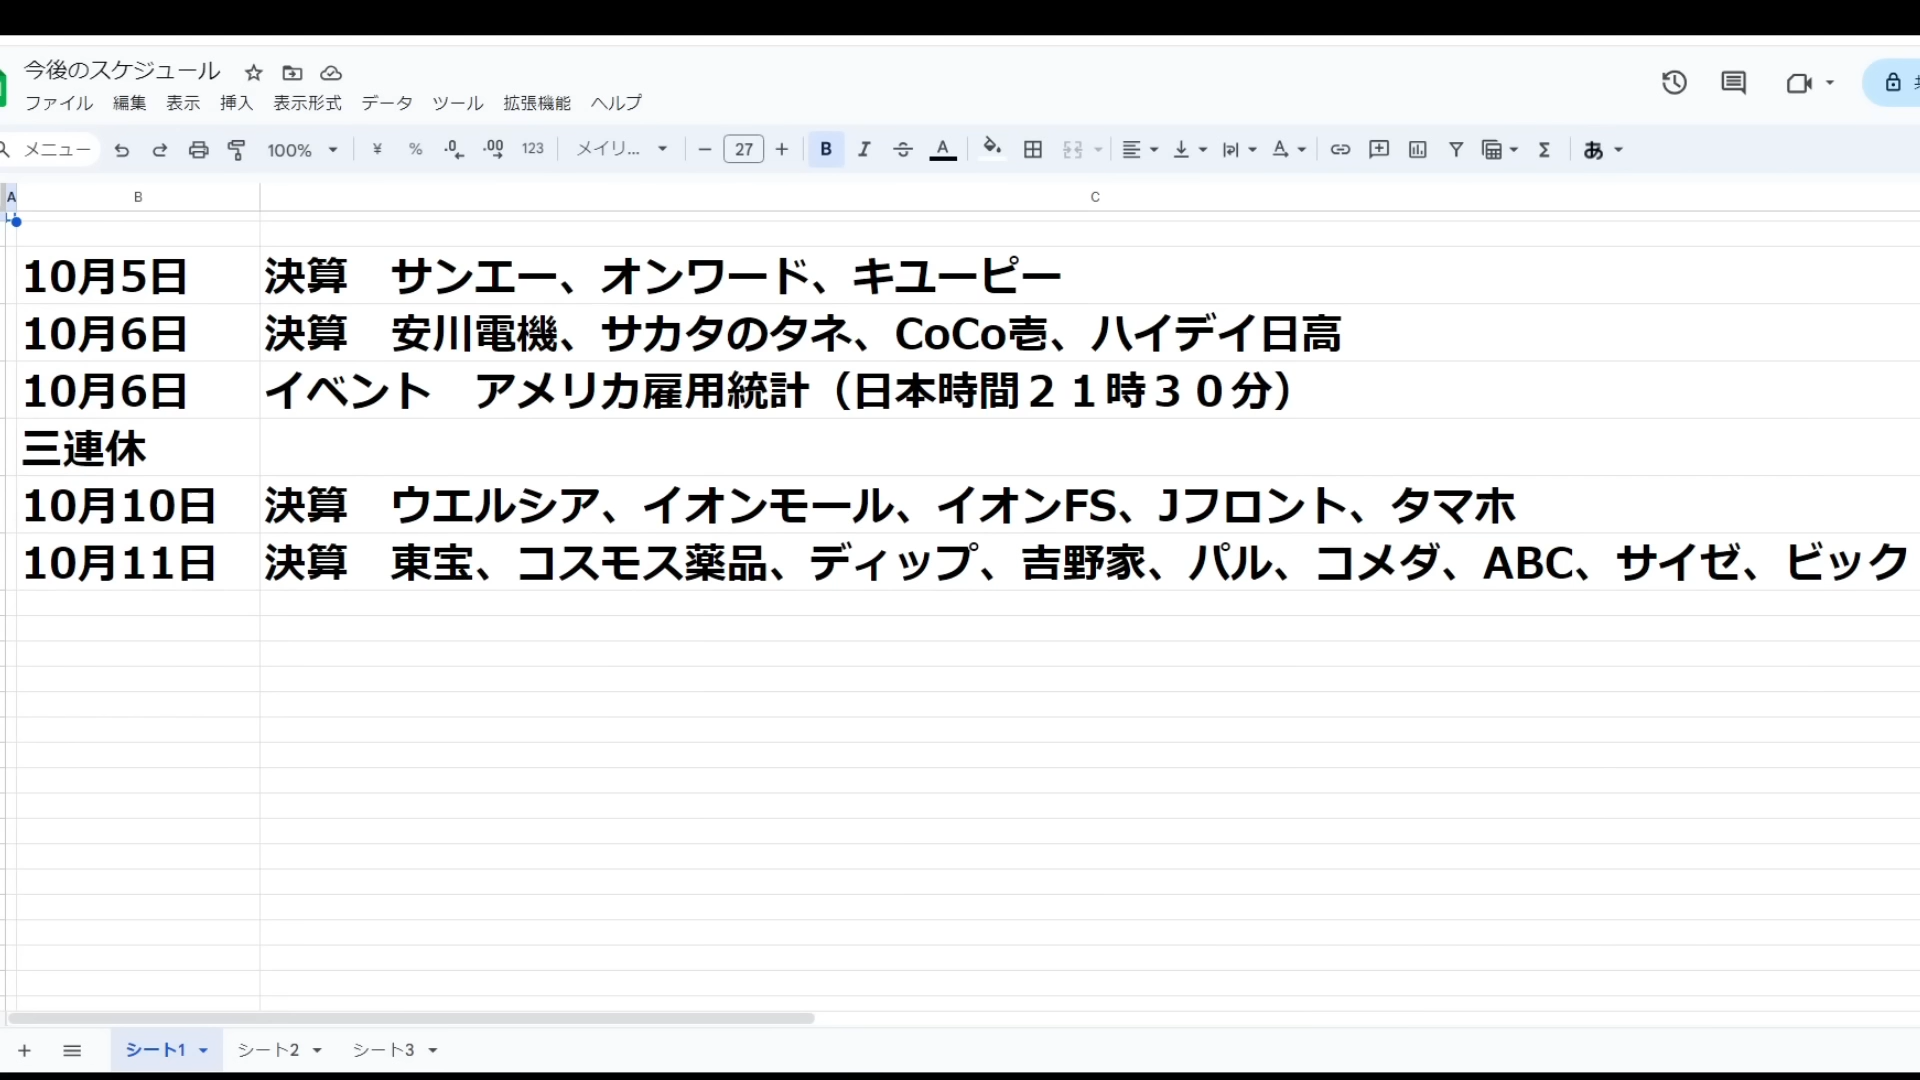 今後のスケジュール
ファイル 編集 表示 挿入 表示形式 データ ツール 拡張機能 ヘルプ
メニュー 100% ¥ % .0 .00 123 メイリ... 27 B I A あ
A B C
10月5日 決算　サンエー、オンワード、キユーピー
10月6日 決算　安川電機、サカタのタネ、CoCo壱、ハイデイ日高
10月6日 イベント　アメリカ雇用統計（日本時間２１時３０分）
三連休
10月10日 決算　ウエルシア、イオンモール、イオンFS、Jフロント、タマホ
10月11日 決算　東宝、コスモス薬品、ディップ、吉野家、パル、コメダ、ABC、サイゼ、ビック
シート1 シート2 シート3